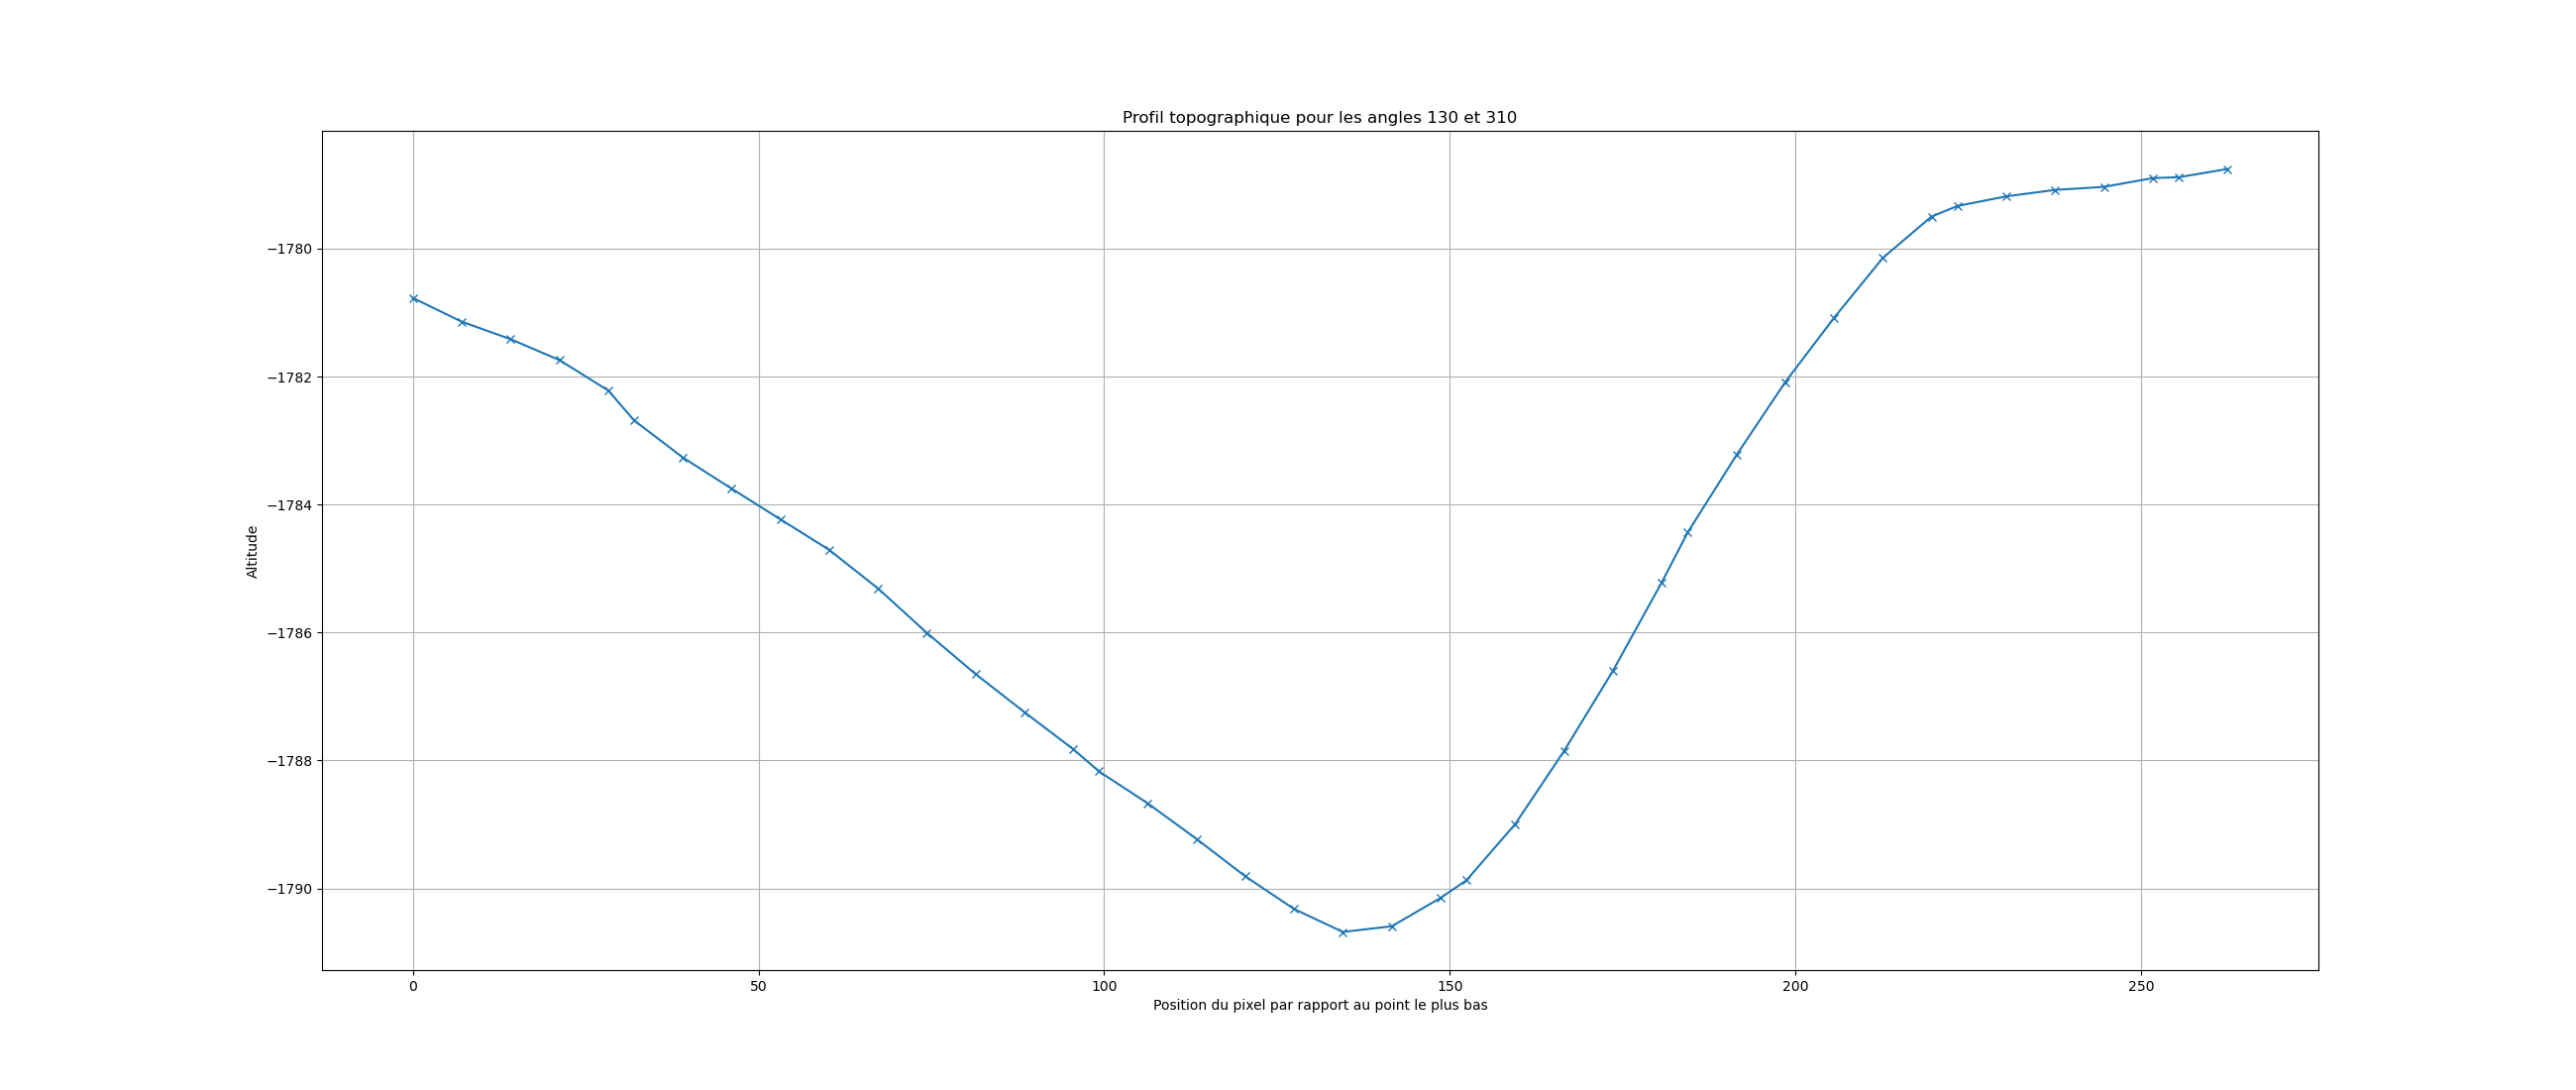 Profil topographique pour les angles 130 et 310
Altitude
−1780
−1782
−1784
−1786
−1788
−1790
0 50 100 150 200 250
Position du pixel par rapport au point le plus bas